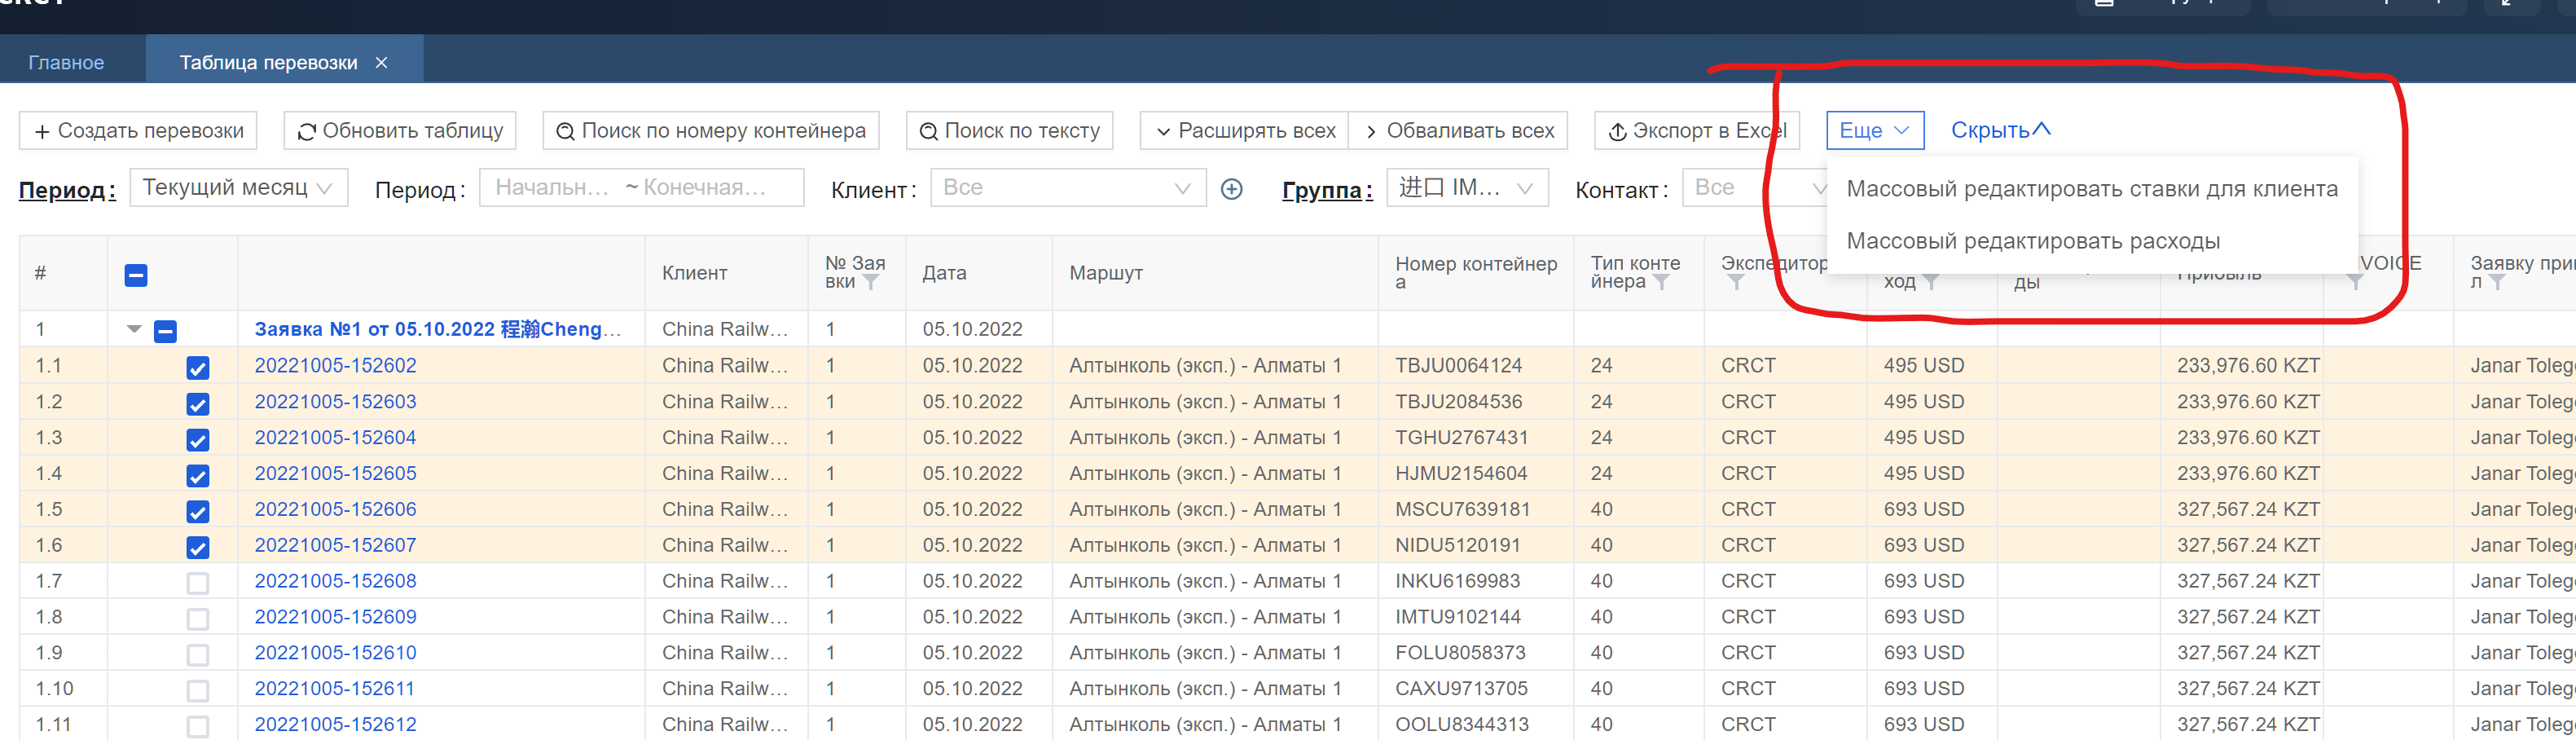 Главное Таблица перевозки
Создать перевозки Обновить таблицу Поиск по номеру контейнера Поиск по тексту Расширять всех Обваливать всех Экспорт в Excel Еще Скрыть
Период: Текущий месяц Период: Начальн... ~ Конечная... Клиент: Все Группа: 进口 IM... Контакт: Все
Массовый редактировать ставки для клиента
Массовый редактировать расходы
# Клиент № Заявки Дата Маршут Номер контейнера Тип контейнера Экспедитор ход ды Прибыль VOICE Заявку
1 Заявка №1 от 05.10.2022 程瀚Cheng... China Railw... 1 05.10.2022
1.1 20221005-152602 China Railw... 1 05.10.2022 Алтынколь (эксп.) - Алматы 1 TBJU0064124 24 CRCT 495 USD 233,976.60 KZT Janar Toleg
1.2 20221005-152603 China Railw... 1 05.10.2022 Алтынколь (эксп.) - Алматы 1 TBJU2084536 24 CRCT 495 USD 233,976.60 KZT Janar Toleg
1.3 20221005-152604 China Railw... 1 05.10.2022 Алтынколь (эксп.) - Алматы 1 TGHU2767431 24 CRCT 495 USD 233,976.60 KZT Janar Toleg
1.4 20221005-152605 China Railw... 1 05.10.2022 Алтынколь (эксп.) - Алматы 1 HJMU2154604 24 CRCT 495 USD 233,976.60 KZT Janar Toleg
1.5 20221005-152606 China Railw... 1 05.10.2022 Алтынколь (эксп.) - Алматы 1 MSCU7639181 40 CRCT 693 USD 327,567.24 KZT Janar Toleg
1.6 20221005-152607 China Railw... 1 05.10.2022 Алтынколь (эксп.) - Алматы 1 NIDU5120191 40 CRCT 693 USD 327,567.24 KZT Janar Toleg
1.7 20221005-152608 China Railw... 1 05.10.2022 Алтынколь (эксп.) - Алматы 1 INKU6169983 40 CRCT 693 USD 327,567.24 KZT Janar Toleg
1.8 20221005-152609 China Railw... 1 05.10.2022 Алтынколь (эксп.) - Алматы 1 IMTU9102144 40 CRCT 693 USD 327,567.24 KZT Janar Toleg
1.9 20221005-152610 China Railw... 1 05.10.2022 Алтынколь (эксп.) - Алматы 1 FOLU8058373 40 CRCT 693 USD 327,567.24 KZT Janar Toleg
1.10 20221005-152611 China Railw... 1 05.10.2022 Алтынколь (эксп.) - Алматы 1 CAXU9713705 40 CRCT 693 USD 327,567.24 KZT Janar Toleg
1.11 20221005-152612 China Railw... 1 05.10.2022 Алтынколь (эксп.) - Алматы 1 OOLU8344313 40 CRCT 693 USD 327,567.24 KZT Janar Toleg